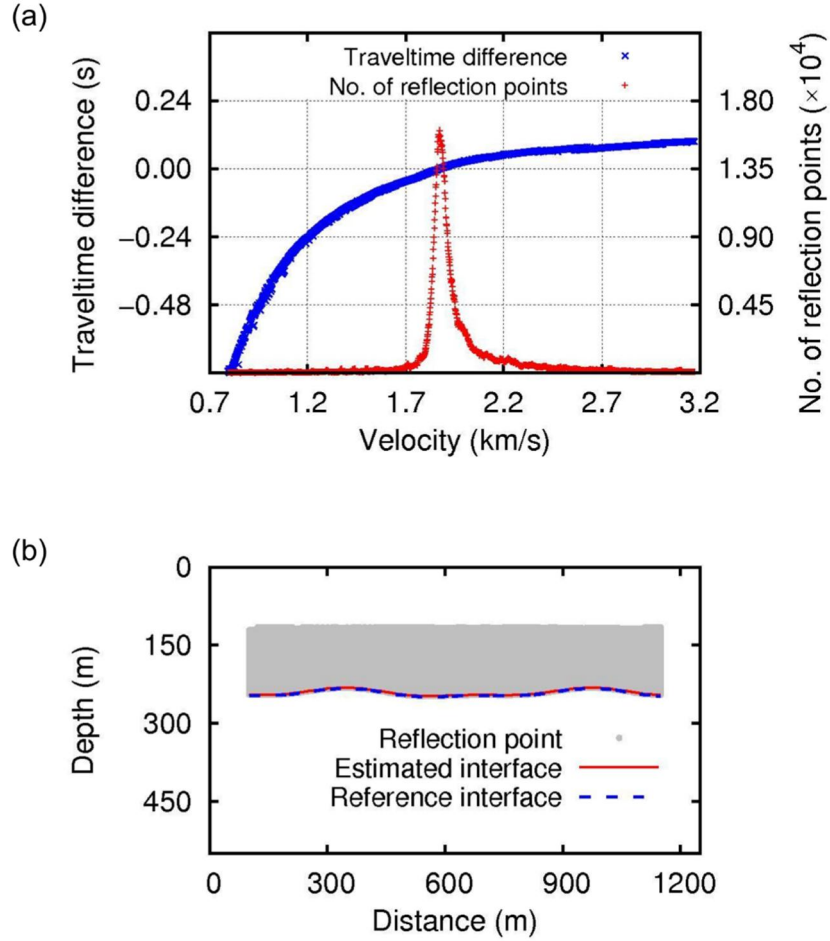 (a)
Traveltime difference
No. of reflection points
Traveltime difference (s)
0.24
0.00
−0.24
−0.48
No. of reflection points (×10⁴)
1.80
1.35
0.90
0.45
0.7 1.2 1.7 2.2 2.7 3.2
Velocity (km/s)
(b)
Depth (m)
0
150
300
450
Reflection point
Estimated interface
Reference interface
0 300 600 900 1200
Distance (m)